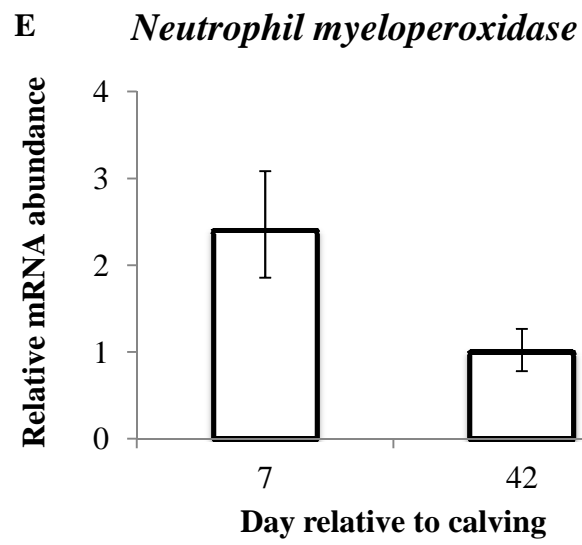 E Neutrophil myeloperoxidase
Relative mRNA abundance
4
3
2
1
0
7 42
Day relative to calving